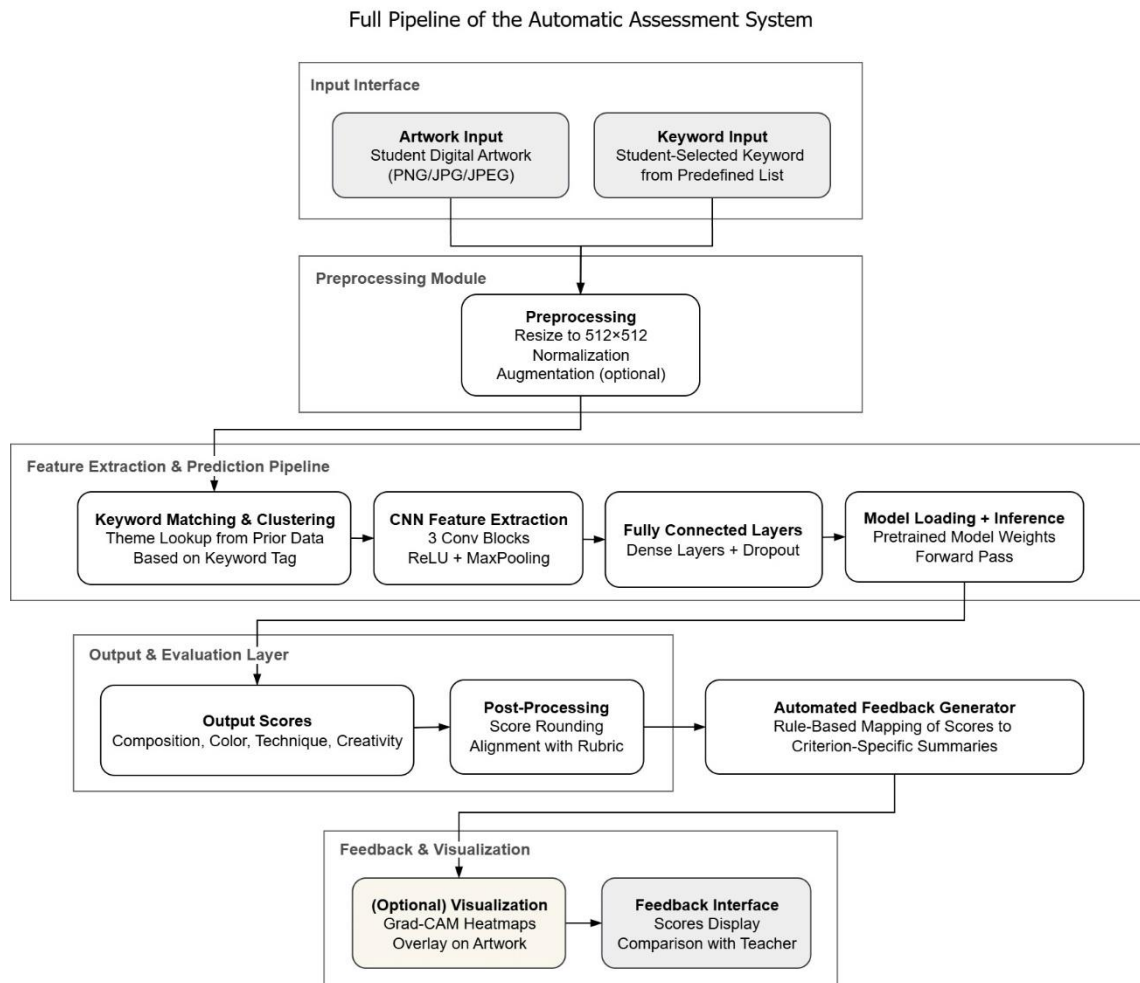 Full Pipeline of the Automatic Assessment System
Input Interface
Artwork Input
Student Digital Artwork
(PNG/JPG/JPEG)
Keyword Input
Student-Selected Keyword
from Predefined List
Preprocessing Module
Preprocessing
Resize to 512×512
Normalization
Augmentation (optional)
Feature Extraction & Prediction Pipeline
Keyword Matching & Clustering
Theme Lookup from Prior Data
Based on Keyword Tag
CNN Feature Extraction
3 Conv Blocks
ReLU + MaxPooling
Fully Connected Layers
Dense Layers + Dropout
Model Loading + Inference
Pretrained Model Weights
Forward Pass
Output & Evaluation Layer
Output Scores
Composition, Color, Technique, Creativity
Post-Processing
Score Rounding
Alignment with Rubric
Automated Feedback Generator
Rule-Based Mapping of Scores to
Criterion-Specific Summaries
Feedback & Visualization
(Optional) Visualization
Grad-CAM Heatmaps
Overlay on Artwork
Feedback Interface
Scores Display
Comparison with Teacher